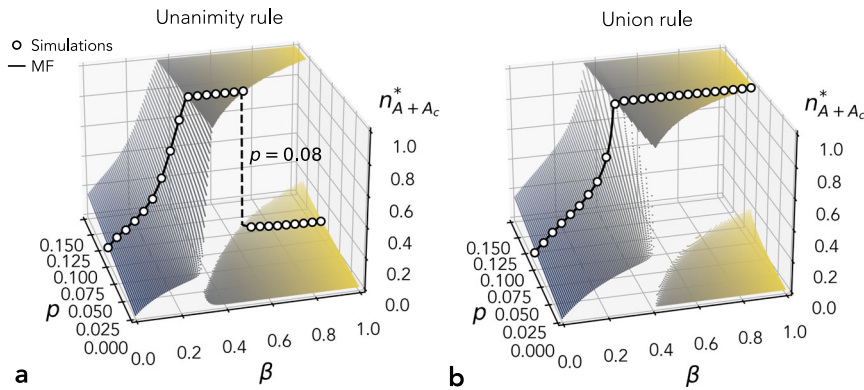 Unanimity rule
Union rule
a
b
Simulations
MF
n*A+Ac
n*A+Ac
p = 0.08
1.0
0.8
0.6
0.4
0.2
0.0
1.0
0.8
0.6
0.4
0.2
0.0
0.150
0.125
0.100
0.075
0.050
0.025
0.000
p
0.0 0.2 0.4 0.6 0.8 1.0
β
0.150
0.125
0.100
0.075
0.050
0.025
0.000
p
0.0 0.2 0.4 0.6 0.8 1.0
β
a
b